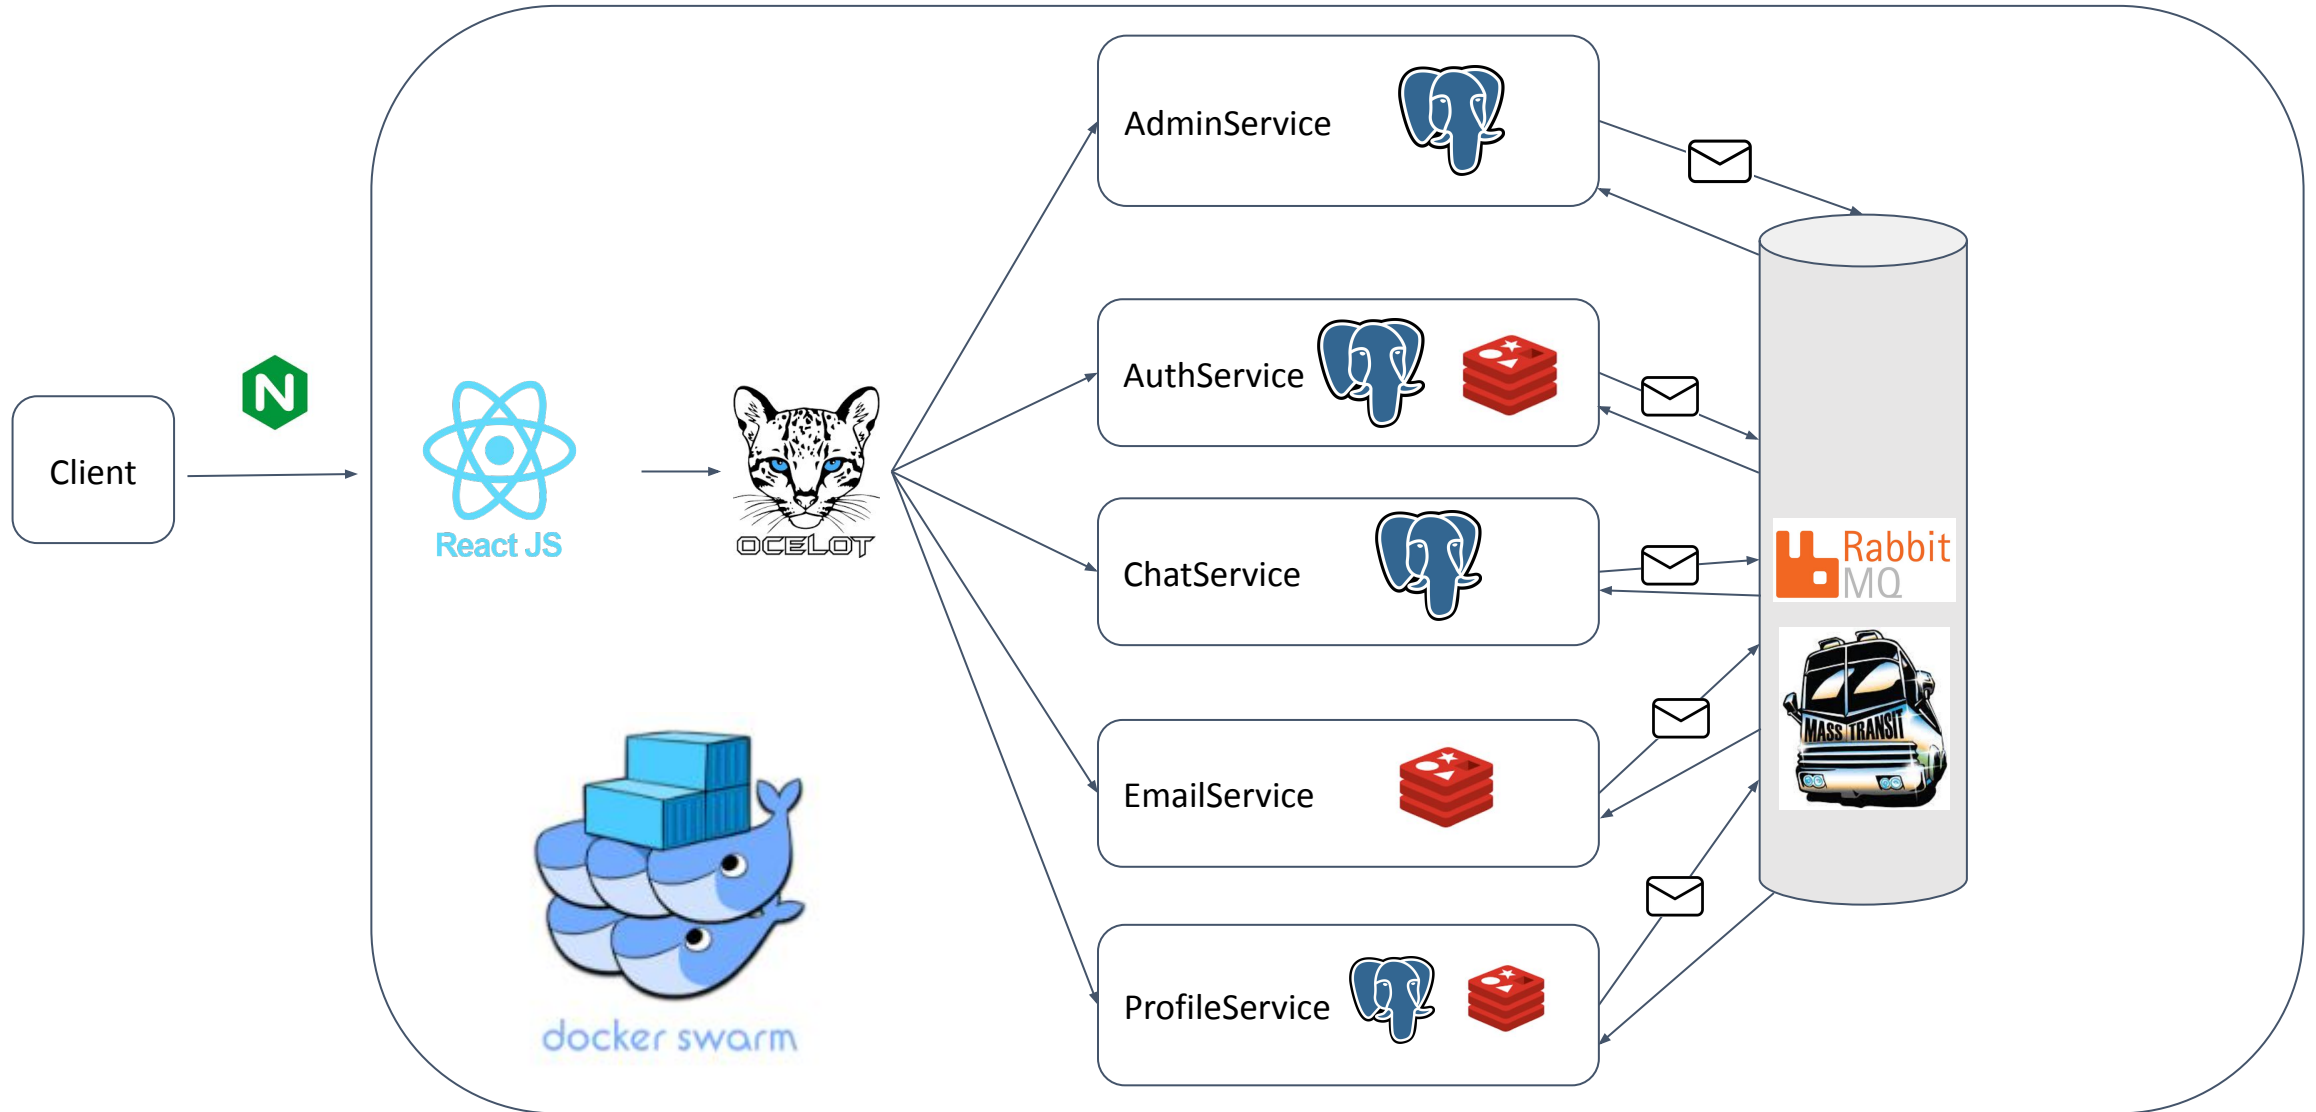 Client
N
React JS
OCELOT
docker swarm
AdminService
AuthService
ChatService
EmailService
ProfileService
Rabbit
MQ
MASS TRANSIT